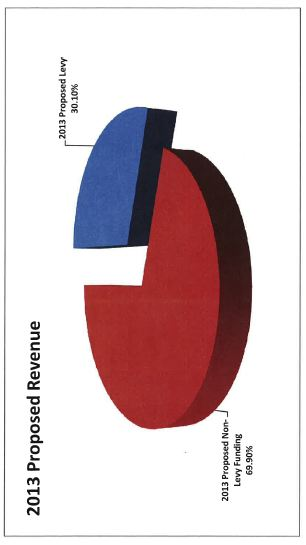 2013 Proposed Revenue
2013 Proposed Levy
30.10%
2013 Proposed Non-
Levy Funding
69.90%